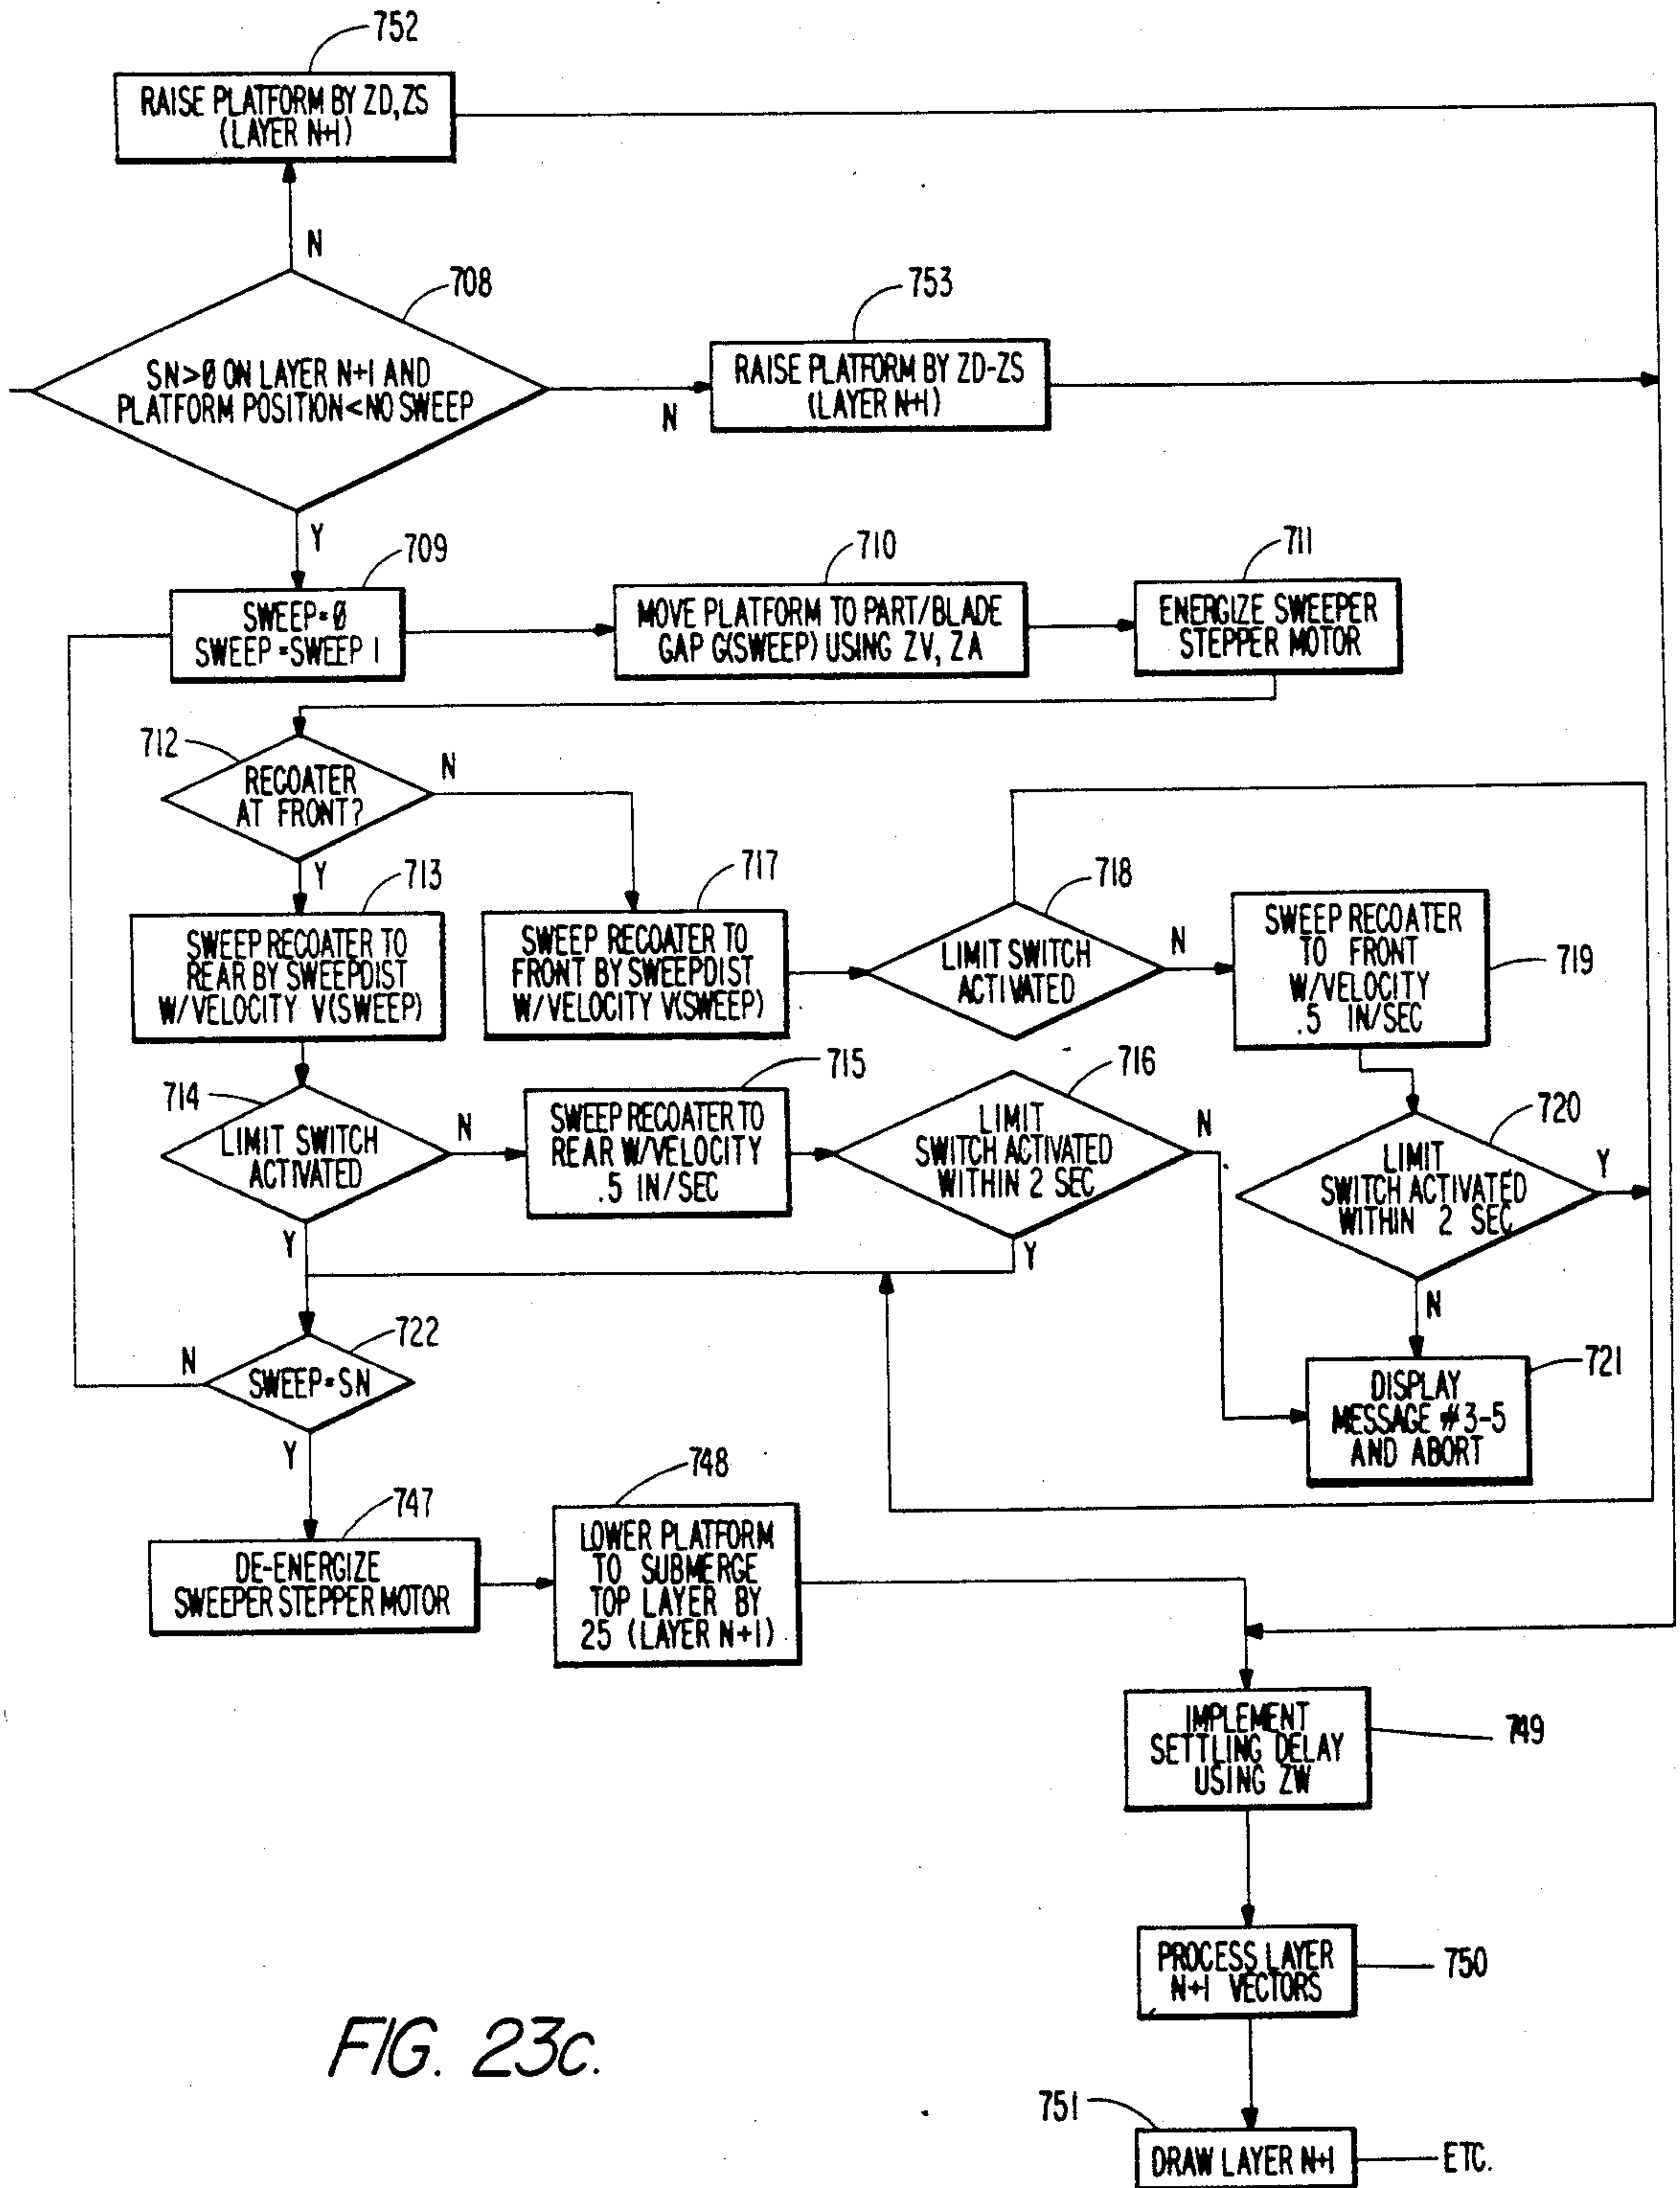 752
RAISE PLATFORM BY ZD, ZS
(LAYER N+1)
N
708
SN>0 ON LAYER N+1 AND
PLATFORM POSITION<NO SWEEP
N
753
RAISE PLATFORM BY ZD-ZS
(LAYER N+1)
Y
709
SWEEP=0
SWEEP=SWEEP 1
710
MOVE PLATFORM TO PART/BLADE
GAP G(SWEEP) USING ZV, ZA
711
ENERGIZE SWEEPER
STEPPER MOTOR
712
RECOATER
AT FRONT?
N
Y
713
SWEEP RECOATER TO
REAR BY SWEEPDIST
W/VELOCITY V(SWEEP)
717
SWEEP RECOATER TO
FRONT BY SWEEPDIST
W/VELOCITY V(SWEEP)
718
LIMIT SWITCH
ACTIVATED
N
SWEEP RECOATER
TO FRONT
W/VELOCITY
.5 IN/SEC
719
714
LIMIT SWITCH
ACTIVATED
N
Y
715
SWEEP RECOATER TO
REAR W/VELOCITY
.5 IN/SEC
716
LIMIT
SWITCH ACTIVATED
WITHIN 2 SEC
N
Y
720
LIMIT
SWITCH ACTIVATED
WITHIN 2 SEC
Y
N
722
SWEEP=SN
N
Y
721
DISPLAY
MESSAGE #3-5
AND ABORT
747
DE-ENERGIZE
SWEEPER STEPPER MOTOR
748
LOWER PLATFORM
TO SUBMERGE
TOP LAYER BY
25 (LAYER N+1)
IMPLEMENT
SETTLING DELAY
USING ZW
749
PROCESS LAYER
N+1 VECTORS
750
751
DRAW LAYER N+1
ETC.
FIG. 23c.